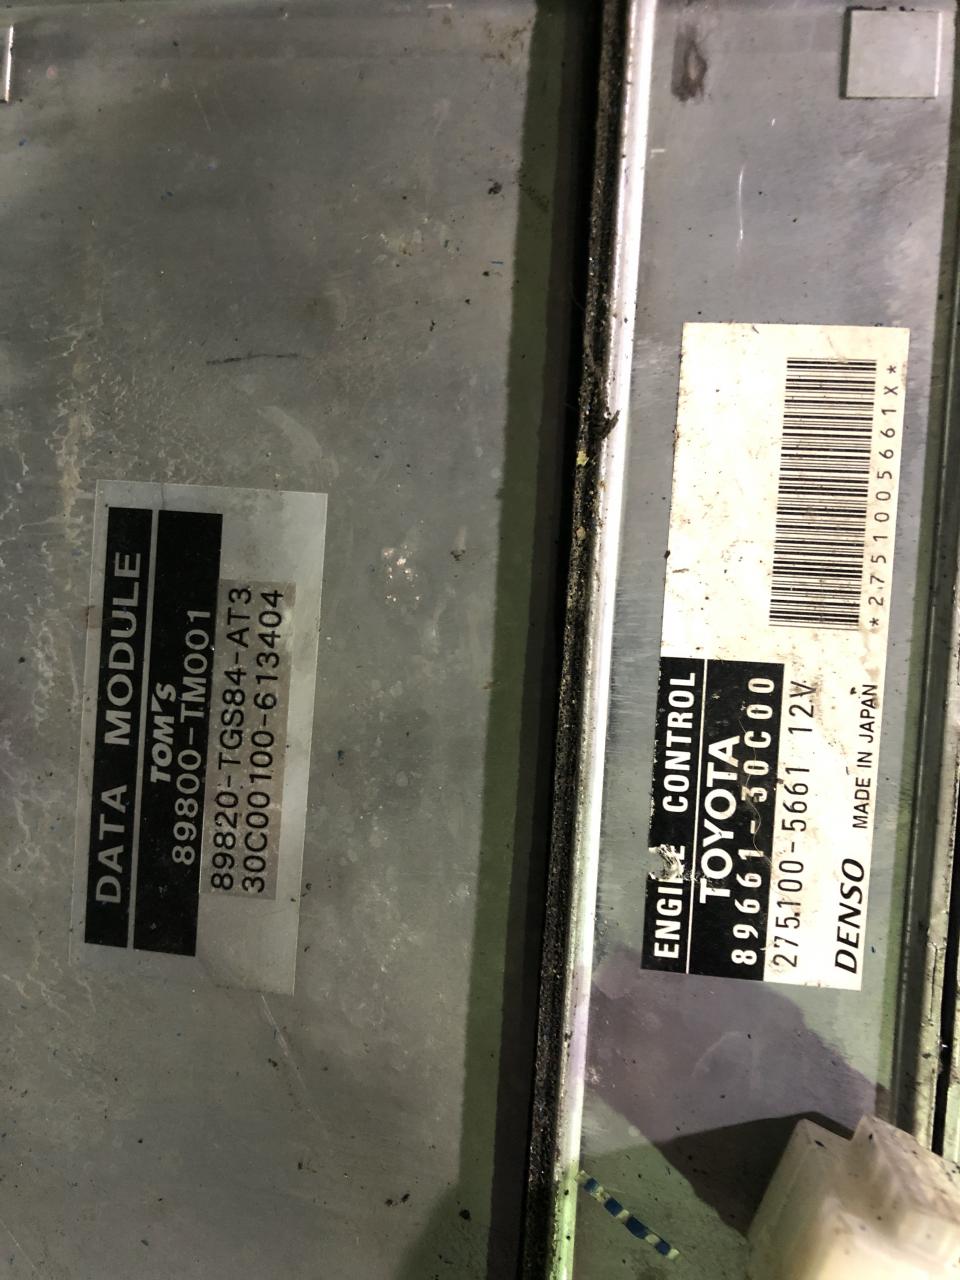 DATA MODULE
TOM'S
89800-TM001
89820-TGS84-AT3
30C00100-613404
*2751005661X*
ENGINE CONTROL
TOYOTA
89661-30C00
275100-5661 12V
DENSO MADE IN JAPAN